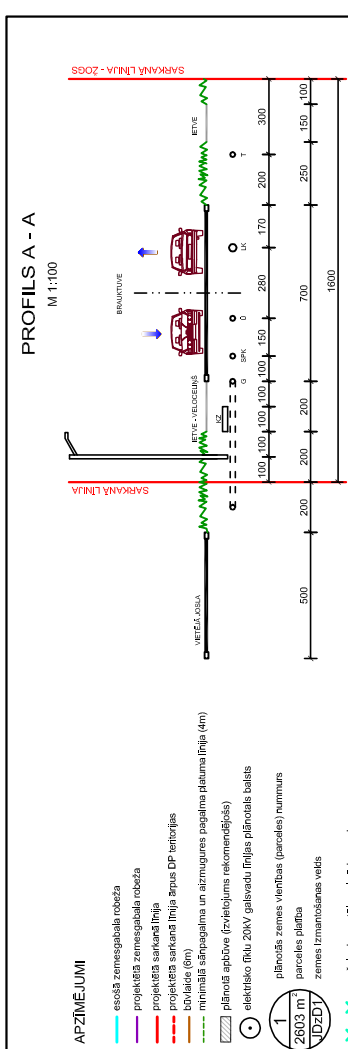 PROFILS A - A
M 1:100
SARKANĀ LĪNIJA - ŽOGS
SARKANĀ LĪNIJA
BRAUKTUVE
IETVE
IETVE - VELOCELIŅŠ
VIETĒJĀ JOSLA
KZ
G
SPK
Ū
LK
T
100 100 100 100 100 150 280 170 200 300
500 200 200 200 700 250 150 100
1600
APZĪMĒJUMI
esošā zemesgabala robeža
projektētā zemesgabala robeža
projektētā sarkanā līnija
projektētā sarkanā līnija ārpus DP teritorijas
būvlaide (6m)
minimālā sānpagalma un aizmugures pagalma platuma līnija (4m)
plānotā apbūve (izvietojums rekomendējošs)
elektrisko tīklu 20kV gaisvadu līnijas plānotais balsts
1
2603 m²
JDzD1
plānotās zemes vienības (parceles) nummurs
parceles platība
zemes izmantošanas veids